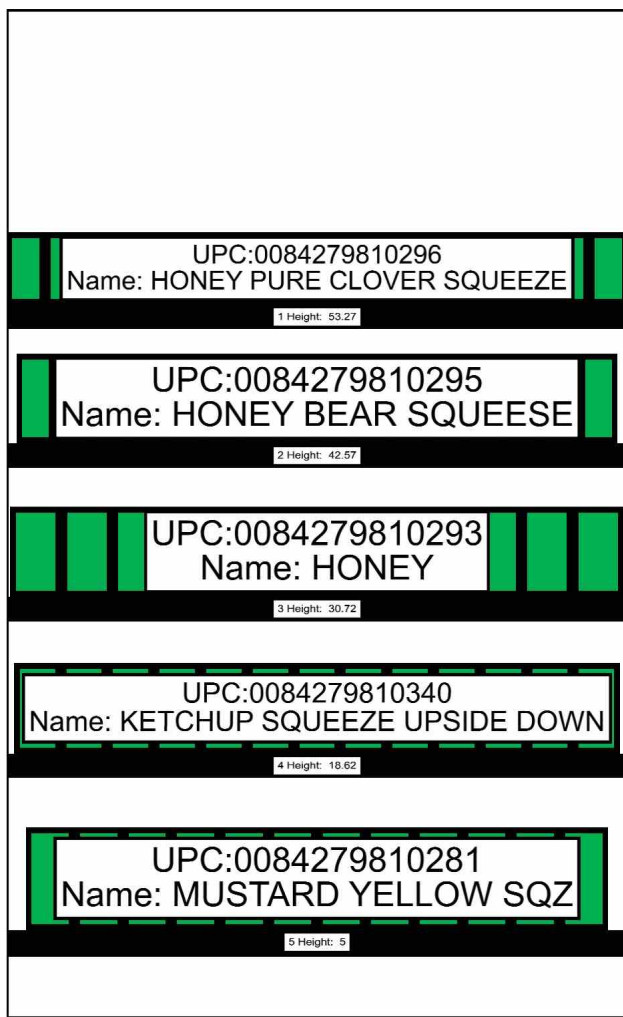 UPC:0084279810296
Name: HONEY PURE CLOVER SQUEEZE
1 Height: 53.27
UPC:0084279810295
Name: HONEY BEAR SQUEESE
2 Height: 42.57
UPC:0084279810293
Name: HONEY
3 Height: 30.72
UPC:0084279810340
Name: KETCHUP SQUEEZE UPSIDE DOWN
4 Height: 18.62
UPC:0084279810281
Name: MUSTARD YELLOW SQZ
5 Height: 5